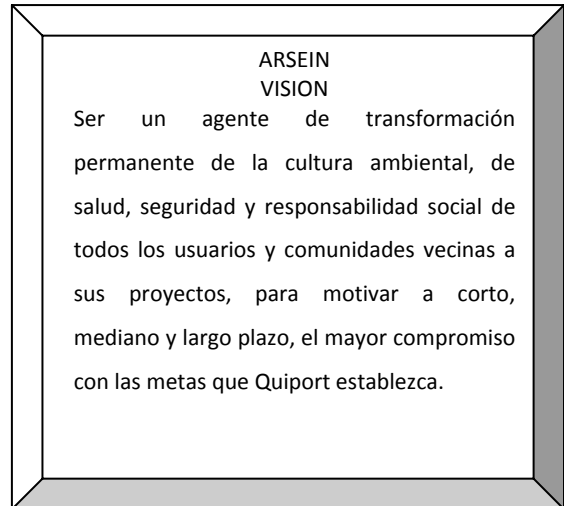 ARSEIN
VISION
Ser un agente de transformación
permanente de la cultura ambiental, de
salud, seguridad y responsabilidad social de
todos los usuarios y comunidades vecinas a
sus proyectos, para motivar a corto,
mediano y largo plazo, el mayor compromiso
con las metas que Quiport establezca.